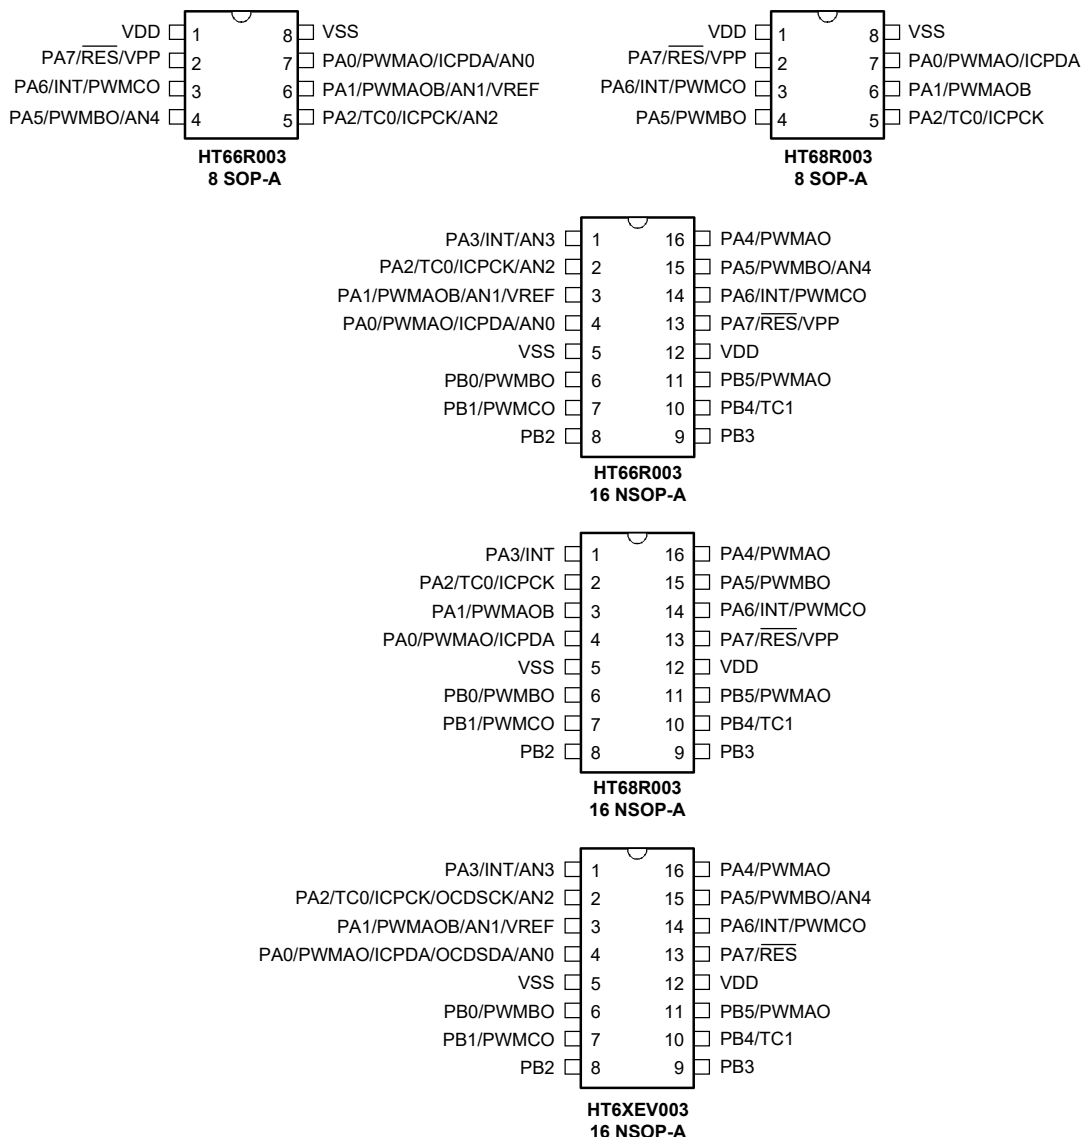 VDD 1 8 VSS
PA7/RES/VPP 2 7 PA0/PWMAO/ICPDA/AN0
PA6/INT/PWMCO 3 6 PA1/PWMAOB/AN1/VREF
PA5/PWMBO/AN4 4 5 PA2/TC0/ICPCK/AN2
HT66R003
8 SOP-A
VDD 1 8 VSS
PA7/RES/VPP 2 7 PA0/PWMAO/ICPDA
PA6/INT/PWMCO 3 6 PA1/PWMAOB
PA5/PWMBO 4 5 PA2/TC0/ICPCK
HT68R003
8 SOP-A
PA3/INT/AN3 1 16 PA4/PWMAO
PA2/TC0/ICPCK/AN2 2 15 PA5/PWMBO/AN4
PA1/PWMAOB/AN1/VREF 3 14 PA6/INT/PWMCO
PA0/PWMAO/ICPDA/AN0 4 13 PA7/RES/VPP
VSS 5 12 VDD
PB0/PWMBO 6 11 PB5/PWMAO
PB1/PWMCO 7 10 PB4/TC1
PB2 8 9 PB3
HT66R003
16 NSOP-A
PA3/INT 1 16 PA4/PWMAO
PA2/TC0/ICPCK 2 15 PA5/PWMBO
PA1/PWMAOB 3 14 PA6/INT/PWMCO
PA0/PWMAO/ICPDA 4 13 PA7/RES/VPP
VSS 5 12 VDD
PB0/PWMBO 6 11 PB5/PWMAO
PB1/PWMCO 7 10 PB4/TC1
PB2 8 9 PB3
HT68R003
16 NSOP-A
PA3/INT/AN3 1 16 PA4/PWMAO
PA2/TC0/ICPCK/OCDSCK/AN2 2 15 PA5/PWMBO/AN4
PA1/PWMAOB/AN1/VREF 3 14 PA6/INT/PWMCO
PA0/PWMAO/ICPDA/OCDSDA/AN0 4 13 PA7/RES
VSS 5 12 VDD
PB0/PWMBO 6 11 PB5/PWMAO
PB1/PWMCO 7 10 PB4/TC1
PB2 8 9 PB3
HT6XEV003
16 NSOP-A